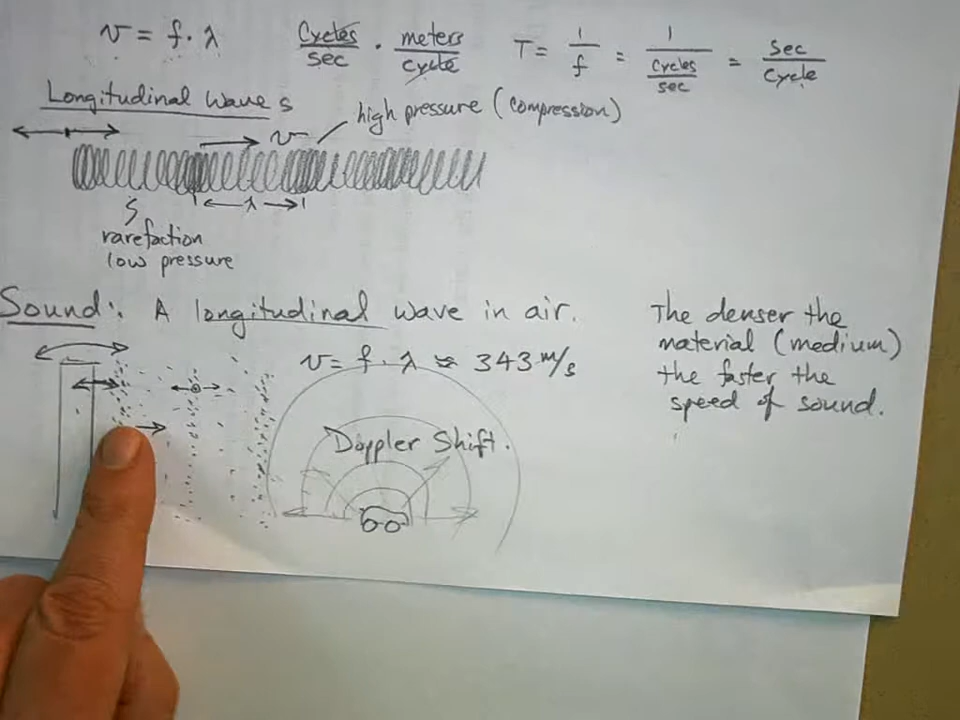 v = f · λ   Cycles/sec · meters/cycle   T = 1/f = 1/(Cycles/sec) = sec/Cycle
Longitudinal Waves
high pressure (compression)
v
λ
rarefaction
low pressure
Sound: A longitudinal wave in air.
v = f · λ ≈ 343 m/s
Doppler Shift.
The denser the
material (medium)
the faster the
speed of sound.